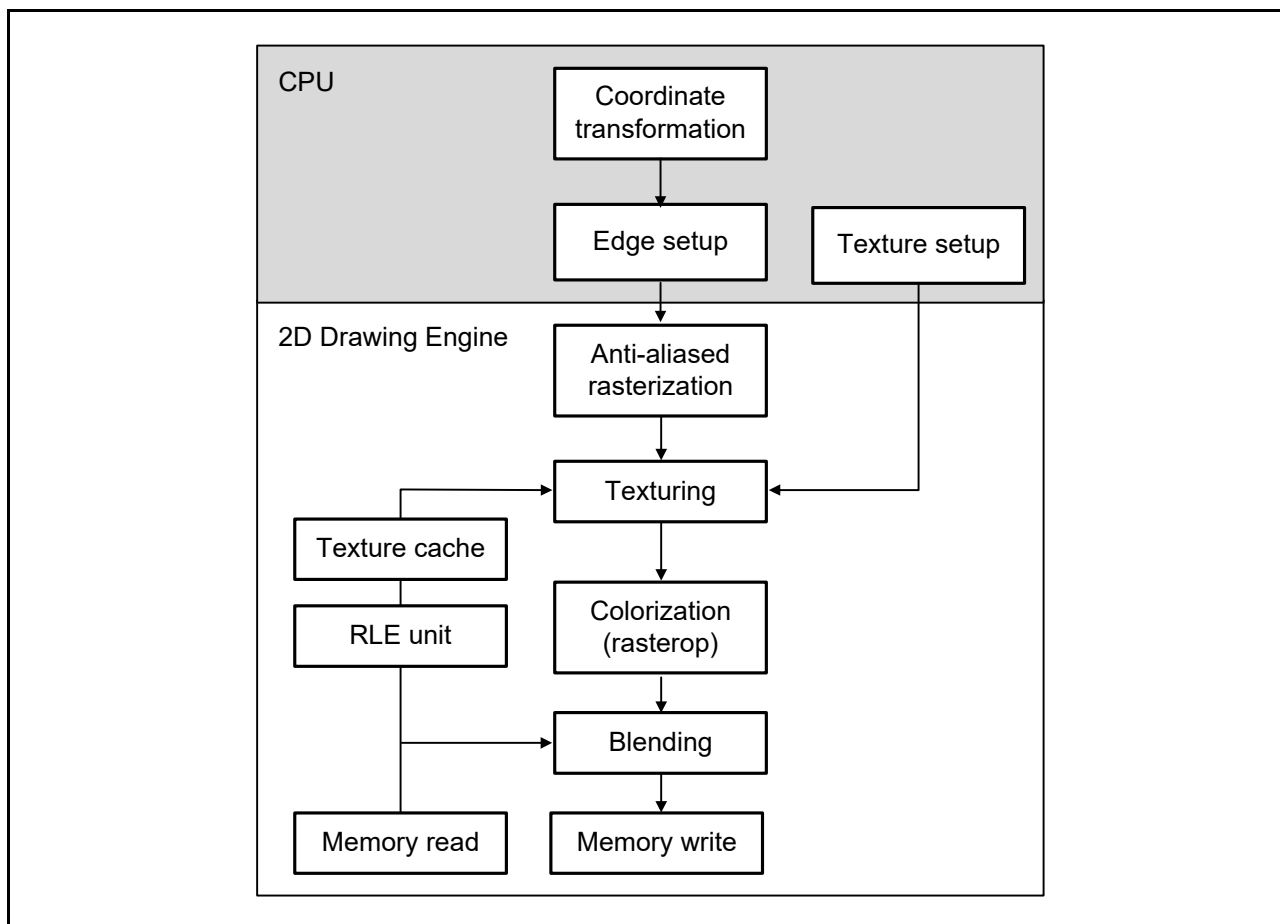 CPU
Coordinate
transformation
Edge setup
Texture setup
2D Drawing Engine
Anti-aliased
rasterization
Texturing
Texture cache
Colorization
(rasterop)
RLE unit
Blending
Memory read
Memory write